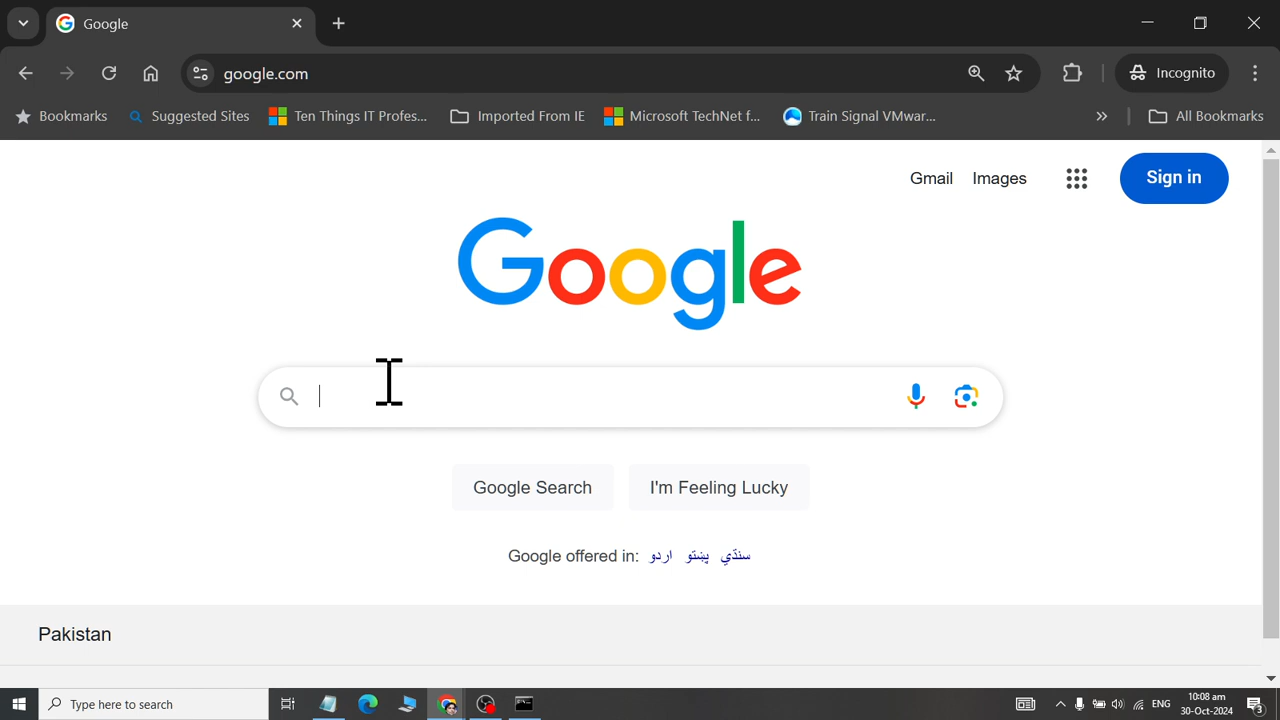 Google
google.com
Incognito
Bookmarks
Suggested Sites
Ten Things IT Profes...
Imported From IE
Microsoft TechNet f...
Train Signal VMwar...
»
All Bookmarks
Gmail
Images
Sign in
Google
Google Search
I'm Feeling Lucky
Google offered in: اردو پښتو سنڌي
Pakistan
Type here to search
ENG
10:08 am
30-Oct-2024
3